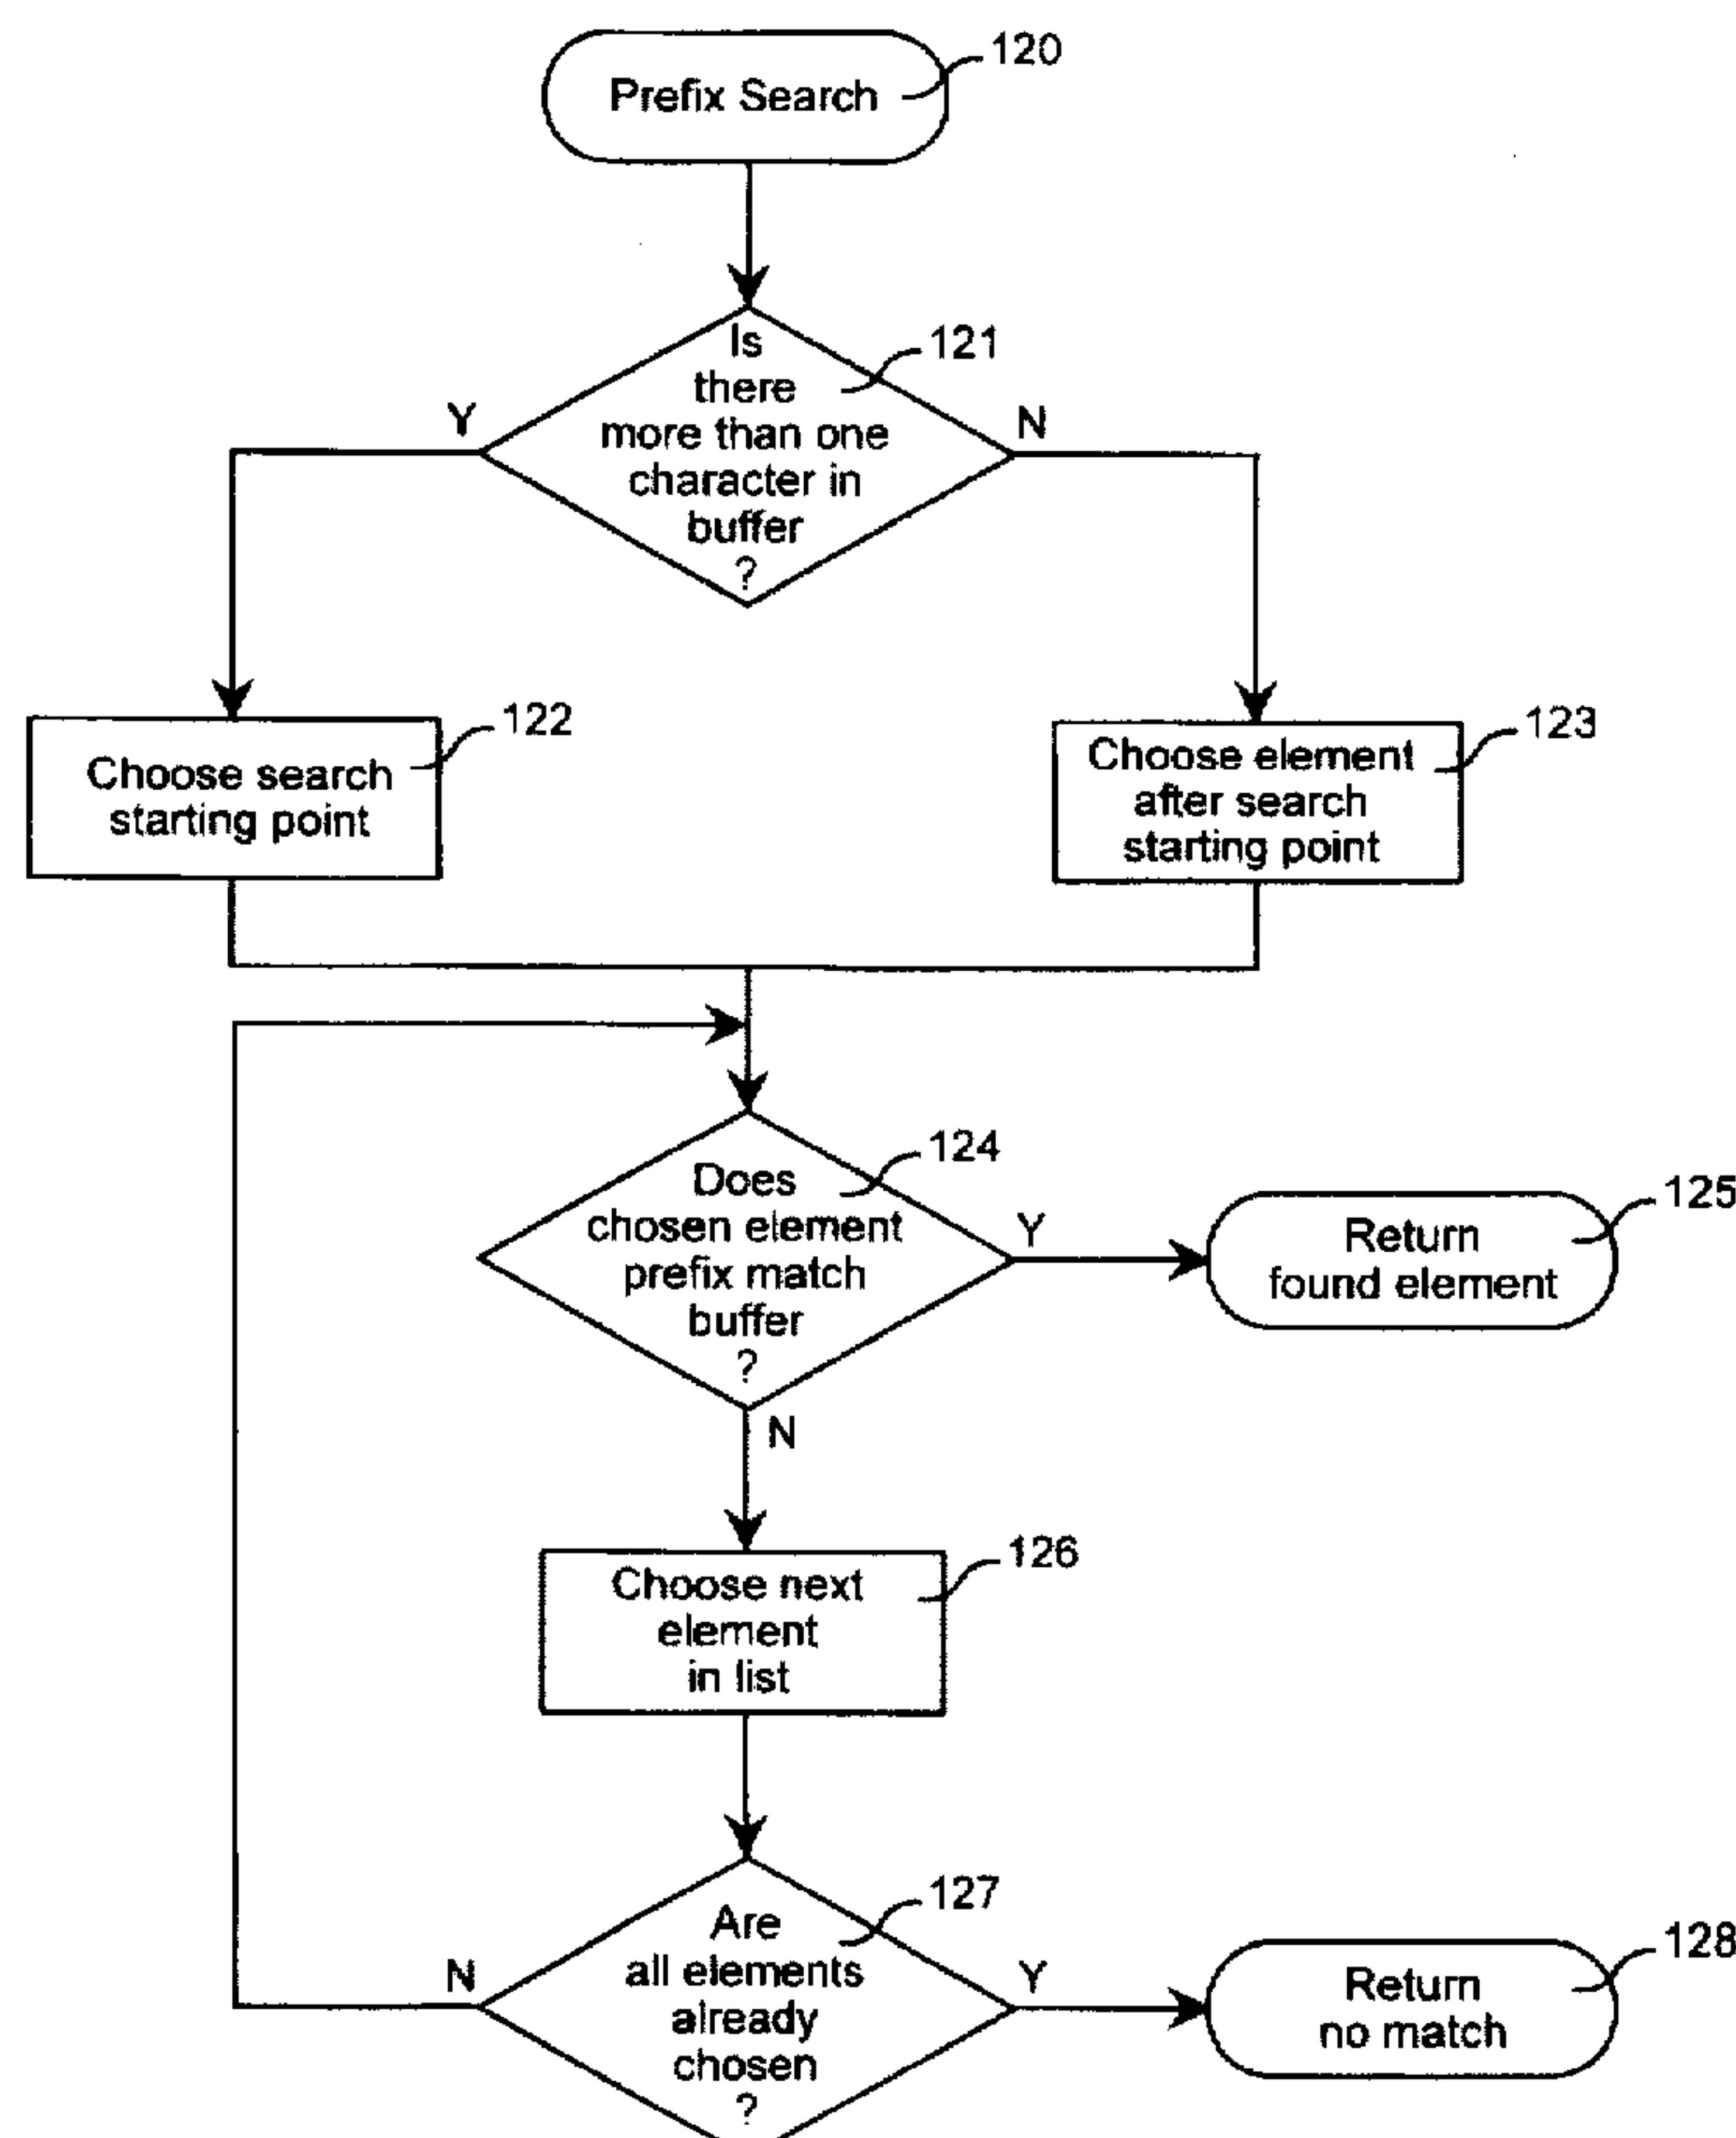 120
Prefix Search
121
Is
there
more than one
character in
buffer
?
Y
N
122
Choose search
starting point
123
Choose element
after search
starting point
124
Does
chosen element
prefix match
buffer
?
Y
125
Return
found element
N
126
Choose next
element
in list
127
Are
all elements
already
chosen
?
N
Y
128
Return
no match